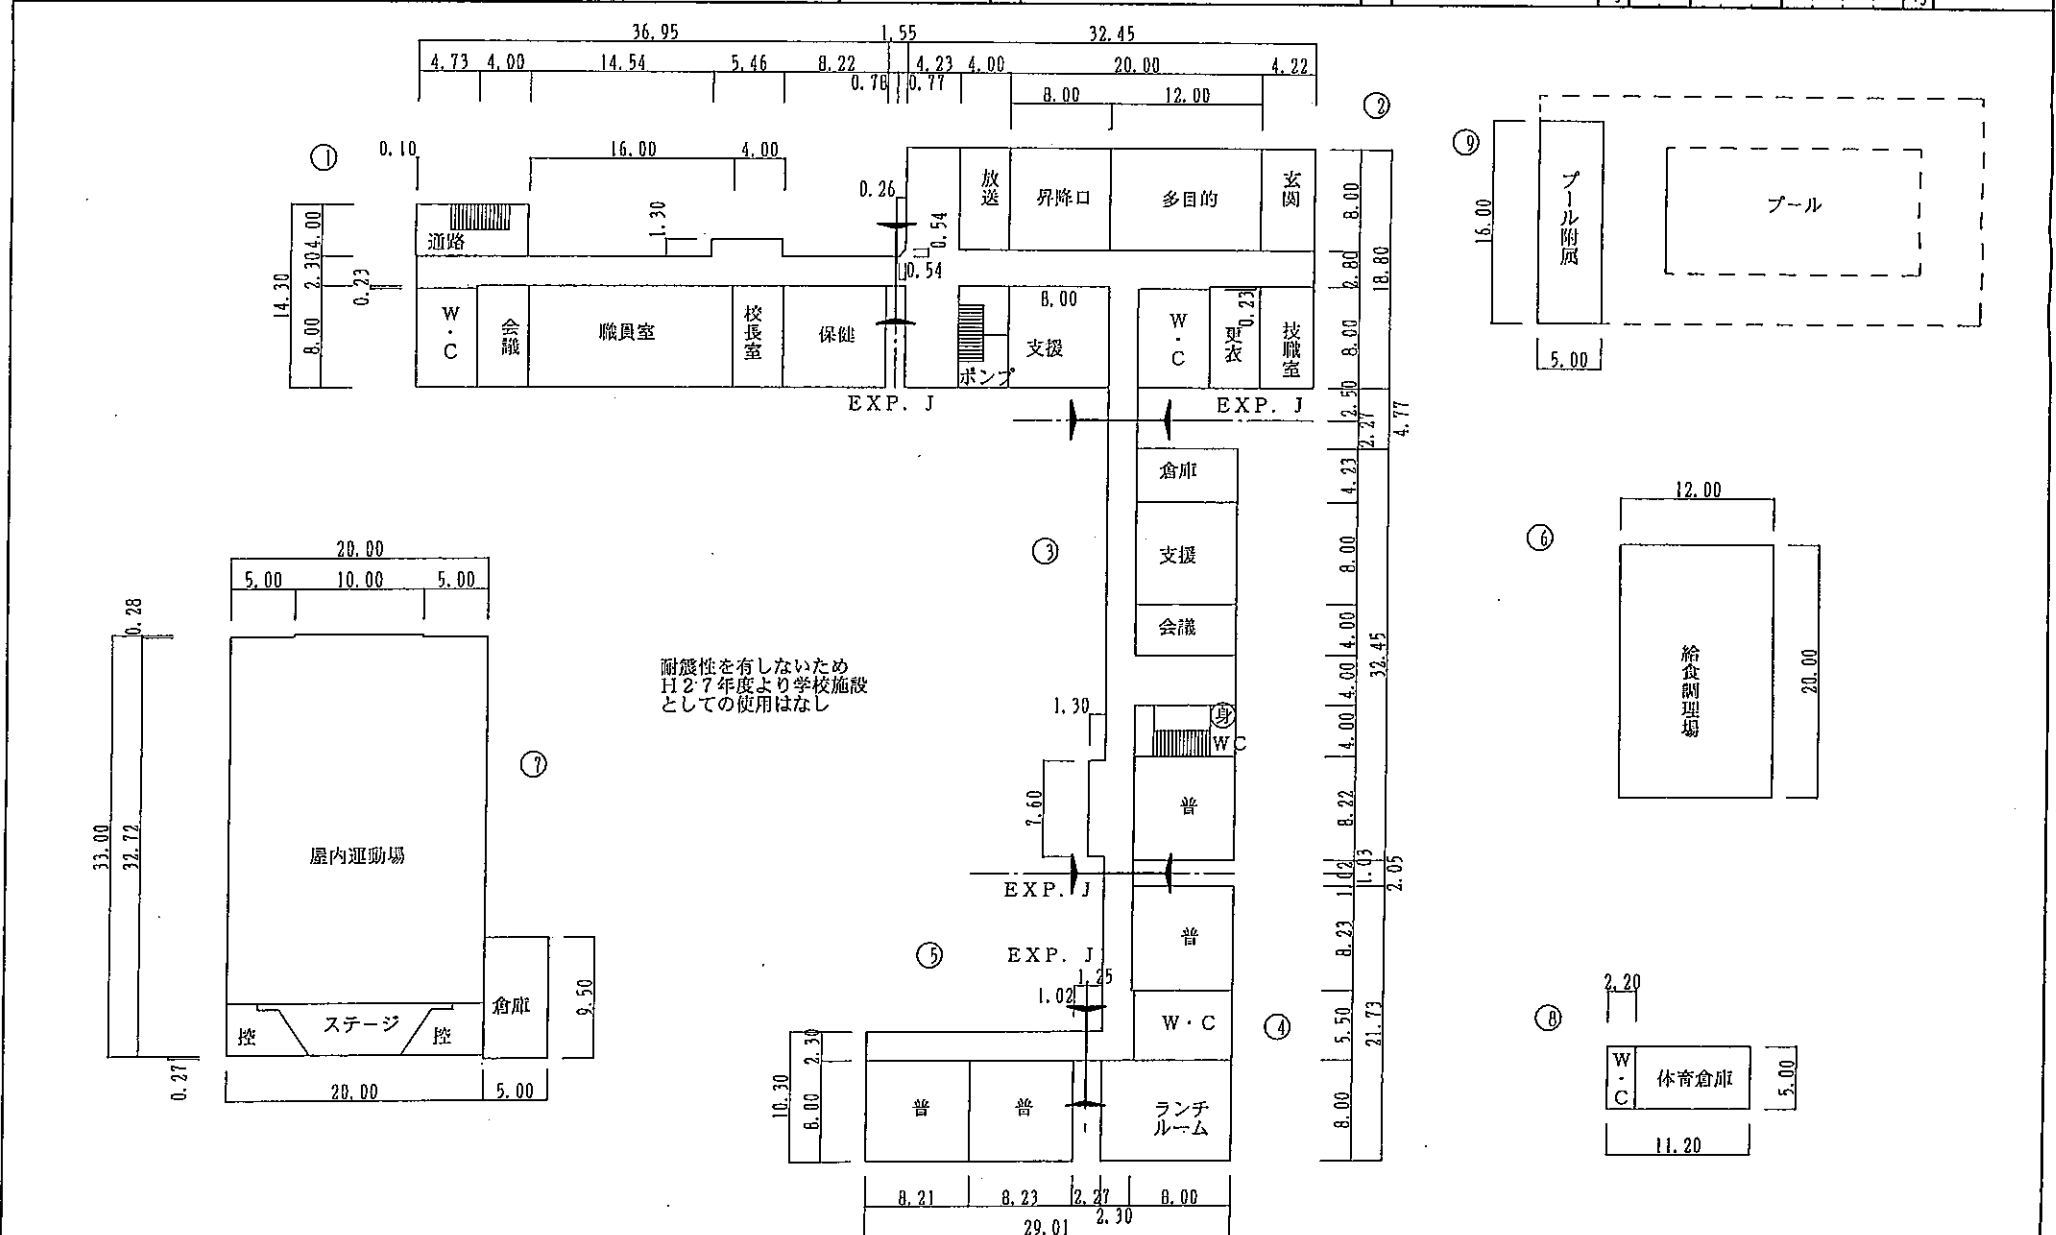 36.95
1.55
32.45
4.73
4.00
14.54
5.46
8.22
4.23
4.00
20.00
4.22
0.78
0.77
8.00
12.00
②
①
0.10
16.00
4.00
0.26
1.30
0.54
0.54
放送
昇降口
多目的
玄関
8.00
2.80
18.80
8.00
⑨
16.00
プール附属
プール
5.00
通路
4.00
2.30
14.30
8.00
0.23
W・C
会議
職員室
校長室
保健
ポンプ
8.00
支援
W・C
0.23
更衣
技職室
EXP. J
EXP. J
2.50
2.27
4.77
倉庫
4.23
③
支援
8.00
会議
4.00
4.00
32.45
1.30
身
WC
4.00
7.60
普
8.22
EXP. J
1.02
1.03
2.05
⑥
12.00
給食調理場
20.00
20.00
5.00
10.00
5.00
0.28
33.00
32.72
屋内運動場
⑦
耐震性を有しないため
H27年度より学校施設
としての使用はなし
控
ステージ
控
倉庫
9.50
0.27
20.00
5.00
⑤
EXP. J
1.25
1.02
普
8.23
W・C
④
5.50
21.73
2.30
10.30
8.00
普
普
ランチ
ルーム
8.00
8.21
8.23
2.27
8.00
2.30
29.01
⑧
2.20
W・C
体育倉庫
5.00
11.20